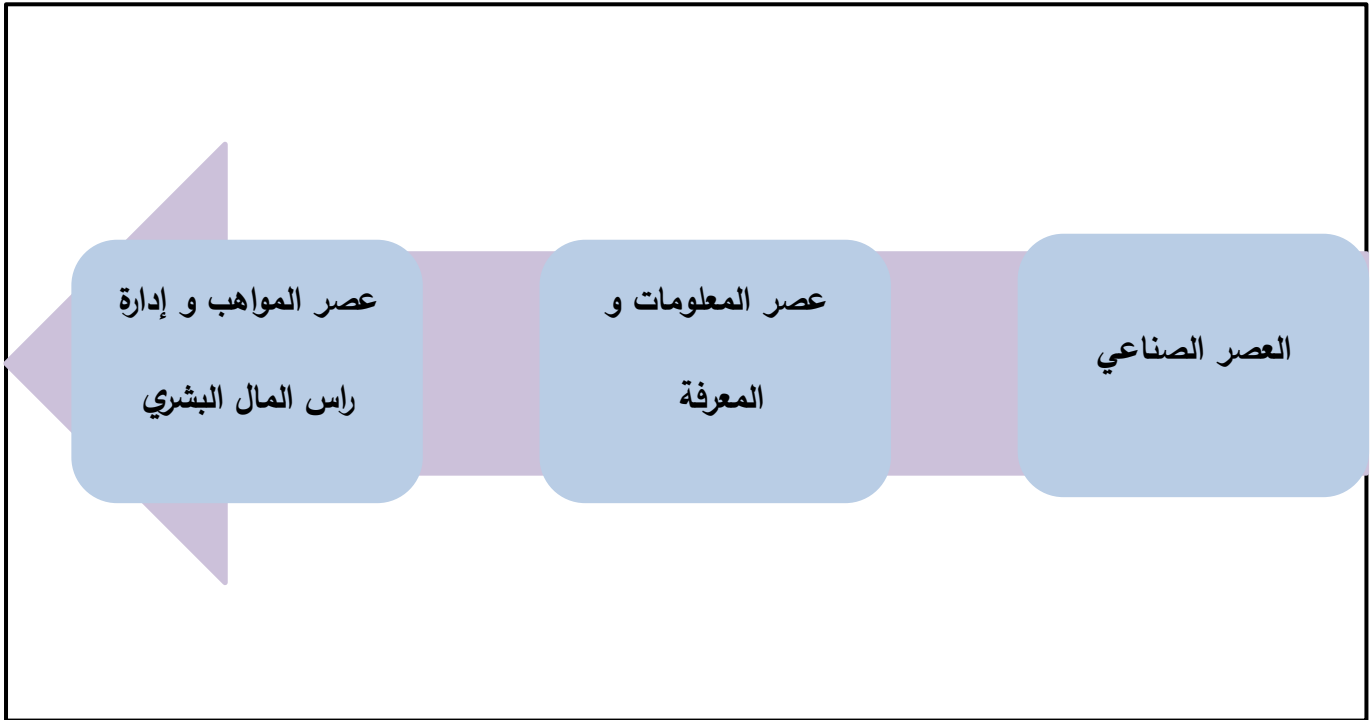 العصر الصناعي
عصر المعلومات و
المعرفة
عصر المواهب و إدارة
راس المال البشري